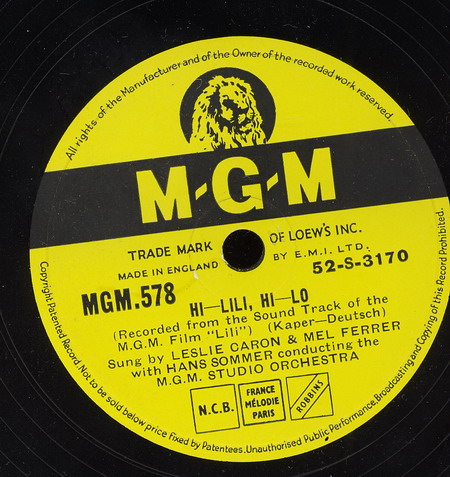 All rights of the Manufacturer and of the Owner of the recorded work reserved.
M-G-M
TRADE MARK OF LOEW'S INC.
MADE IN ENGLAND BY E.M.I. LTD.
52-S-3170
MGM.578
HI—LILI, HI—LO
(Recorded from the Sound Track of the
M.G.M. Film "Lili") (Kaper—Deutsch)
Sung by LESLIE CARON & MEL FERRER
with HANS SOMMER conducting the
M.G.M. STUDIO ORCHESTRA
N.C.B.
FRANCE
MÉLODIE
PARIS
ROBBINS
Copyright Patented Record. Not to be sold below price fixed by Patentees. Unauthorised Public Performance, Broadcasting and Copying of this Record Prohibited.